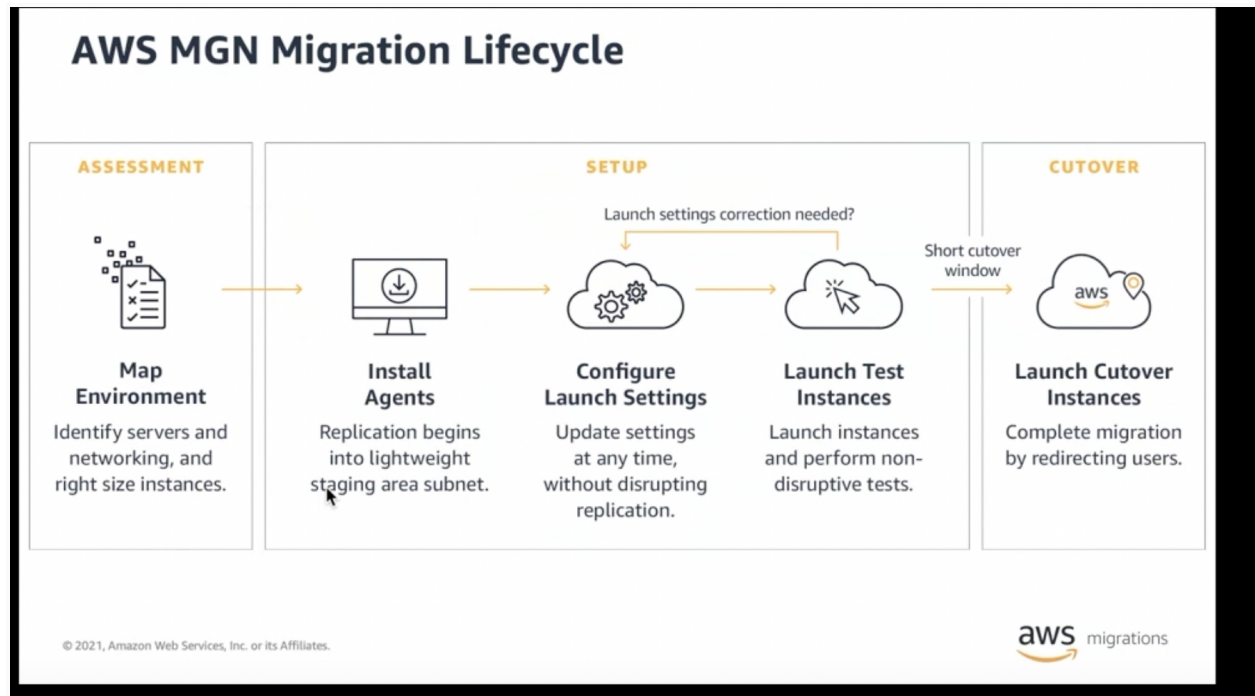 AWS MGN Migration Lifecycle
ASSESSMENT
Map
Environment
Identify servers and
networking, and
right size instances.
SETUP
Launch settings correction needed?
Install
Agents
Replication begins
into lightweight
staging area subnet.
Configure
Launch Settings
Update settings
at any time,
without disrupting
replication.
Launch Test
Instances
Launch instances
and perform non-
disruptive tests.
Short cutover
window
CUTOVER
aws
Launch Cutover
Instances
Complete migration
by redirecting users.
© 2021, Amazon Web Services, Inc. or its Affiliates.
aws migrations